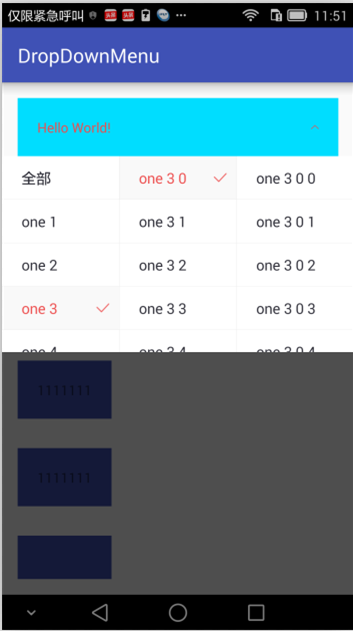 仅限紧急呼叫 11:51
DropDownMenu
Hello World!
全部 one 3 0 one 3 0 0
one 1 one 3 1 one 3 0 1
one 2 one 3 2 one 3 0 2
one 3 one 3 3 one 3 0 3
one 4 one 3 4 one 3 0 4
1111111
1111111